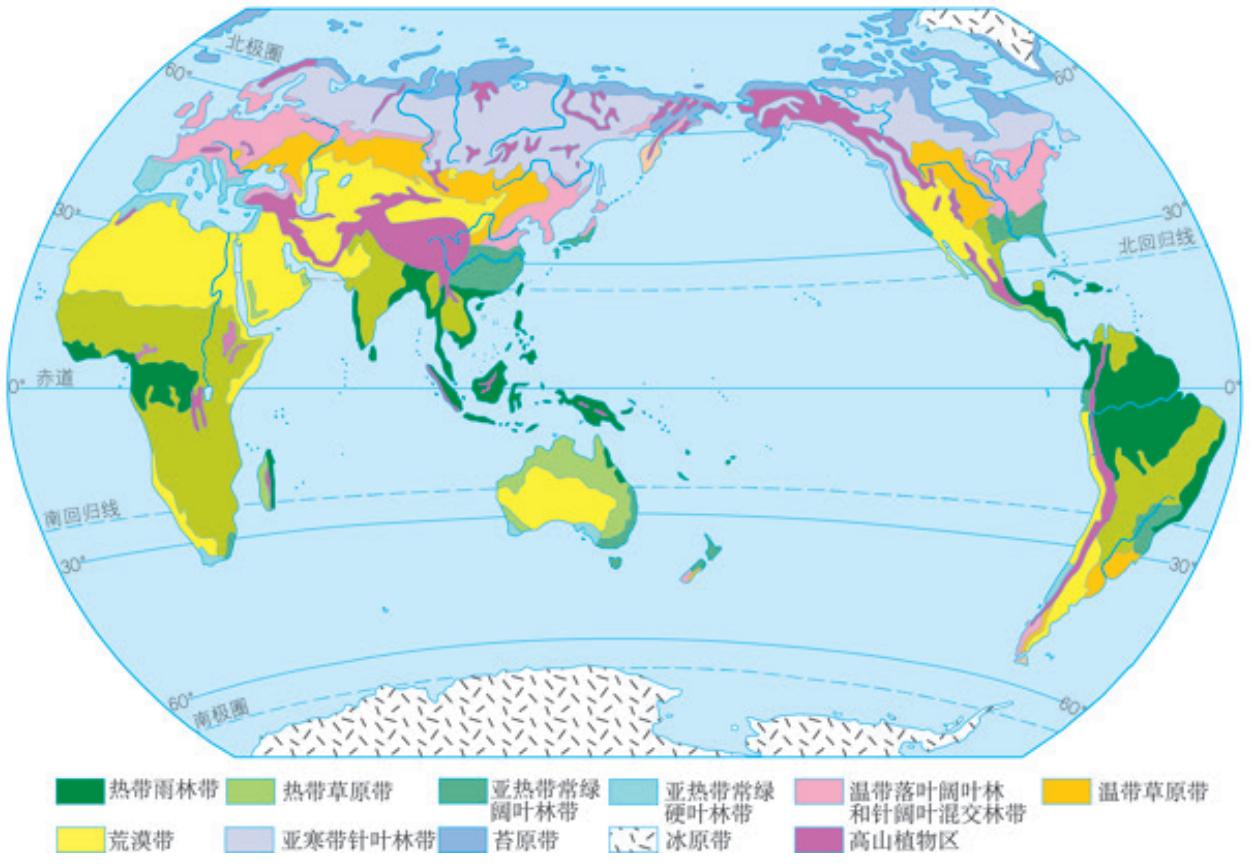 北极圈
60°
60°
30°
30°
北回归线
0°
赤道
0°
南回归线
30°
30°
60°
南极圈
60°
热带雨林带
热带草原带
亚热带常绿
阔叶林带
亚热带常绿
硬叶林带
温带落叶阔叶林
和针阔叶混交林带
温带草原带
荒漠带
亚寒带针叶林带
苔原带
冰原带
高山植物区